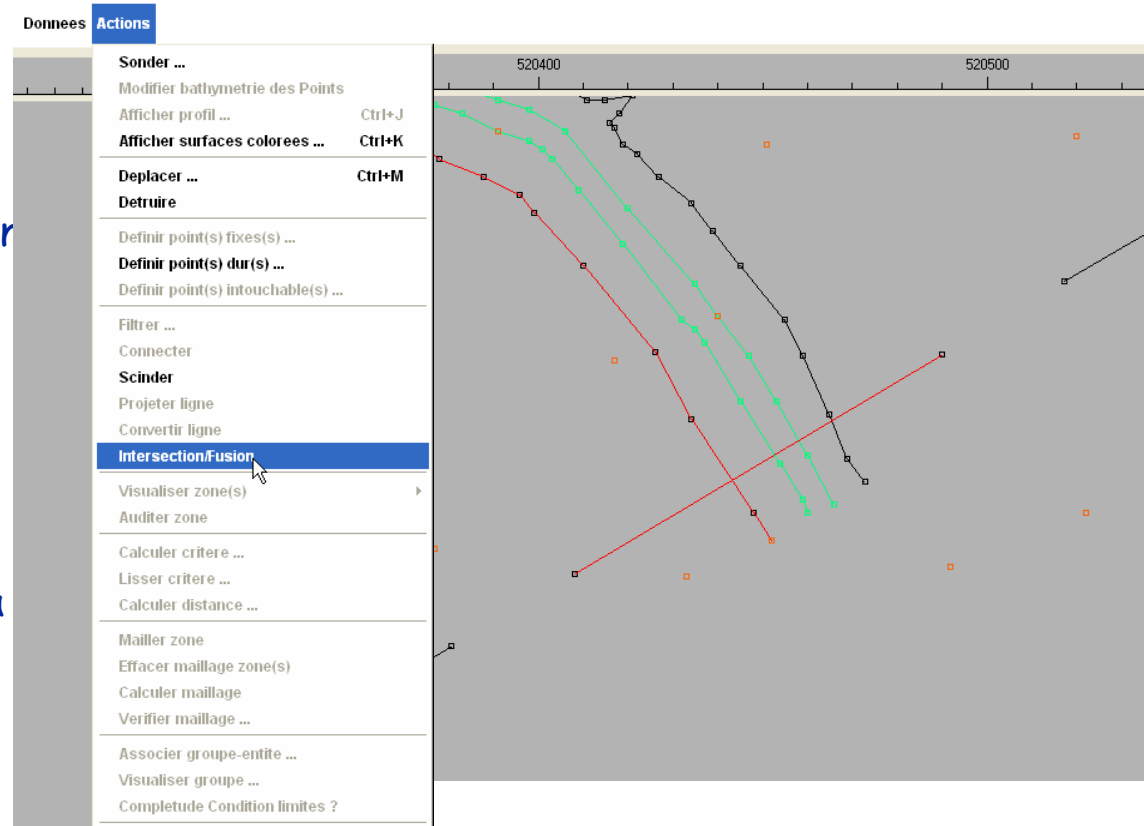 Donnees Actions
520400 520500
Sonder ...
Modifier bathymetrie des Points
Afficher profil ... Ctrl+J
Afficher surfaces colorees ... Ctrl+K
Deplacer ... Ctrl+M
Detruire
Definir point(s) fixes(s) ...
Definir point(s) dur(s) ...
Definir point(s) intouchable(s) ...
Filtrer ...
Connecter
Scinder
Projeter ligne
Convertir ligne
Intersection/Fusion
Visualiser zone(s)
Auditer zone
Calculer critere ...
Lisser critere ...
Calculer distance ...
Mailler zone
Effacer maillage zone(s)
Calculer maillage
Verifier maillage ...
Associer groupe-entite ...
Visualiser groupe ...
Completude Condition limites ?